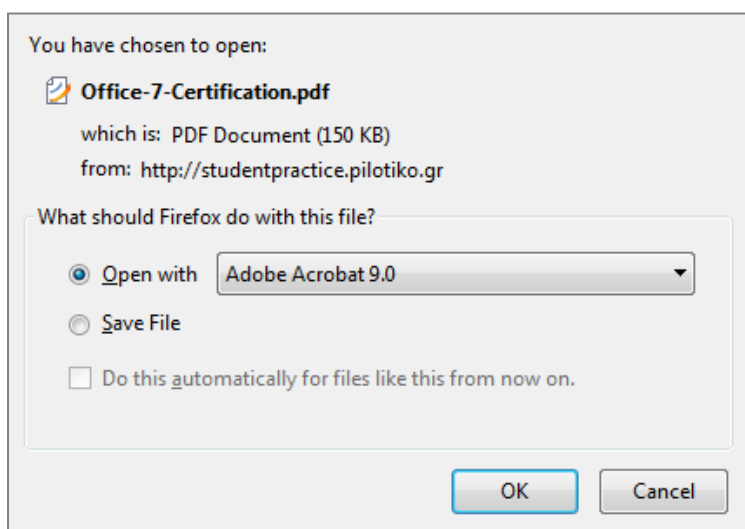 You have chosen to open:
Office-7-Certification.pdf
which is: PDF Document (150 KB)
from: http://studentpractice.pilotiko.gr
What should Firefox do with this file?
Open with Adobe Acrobat 9.0
Save File
Do this automatically for files like this from now on.
OK Cancel